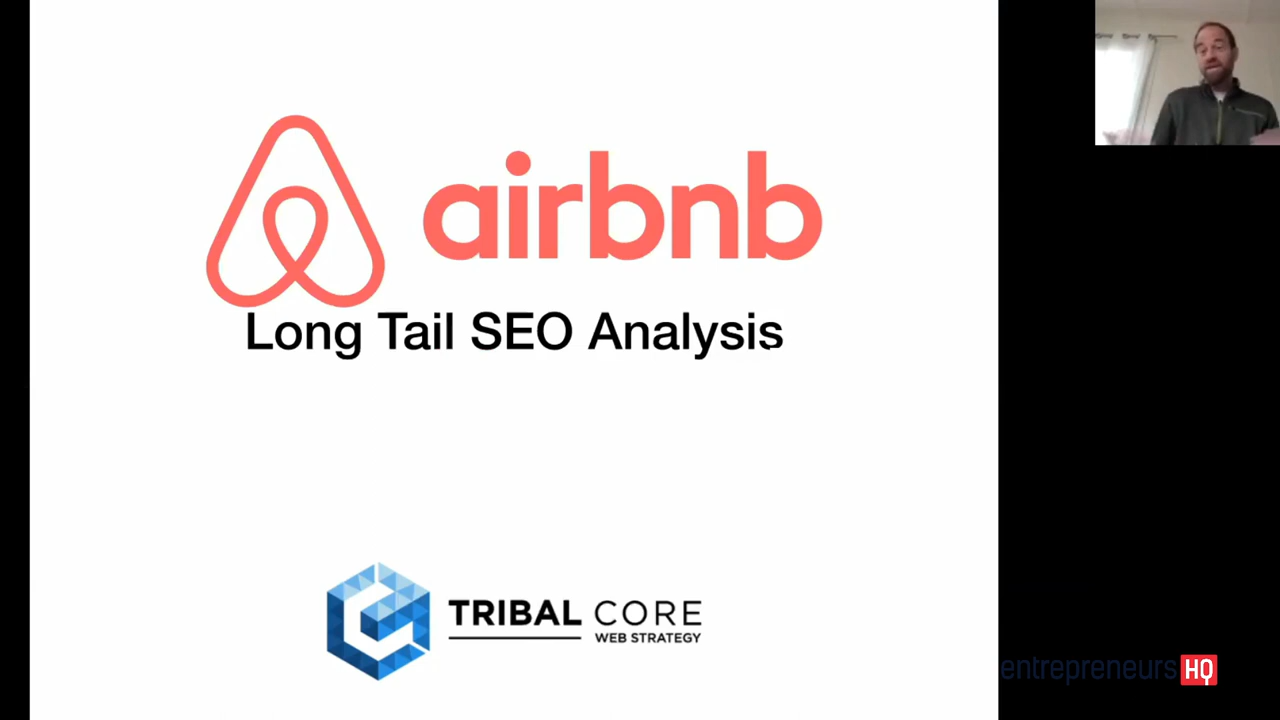 airbnb
Long Tail SEO Analysis
TRIBAL CORE
WEB STRATEGY
entrepreneurs HQ